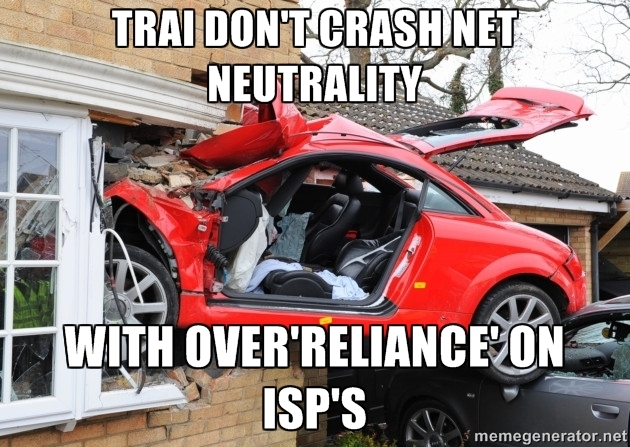 TRAI DON'T CRASH NET
NEUTRALITY
WITH OVER'RELIANCE' ON
ISP'S
memegenerator.net